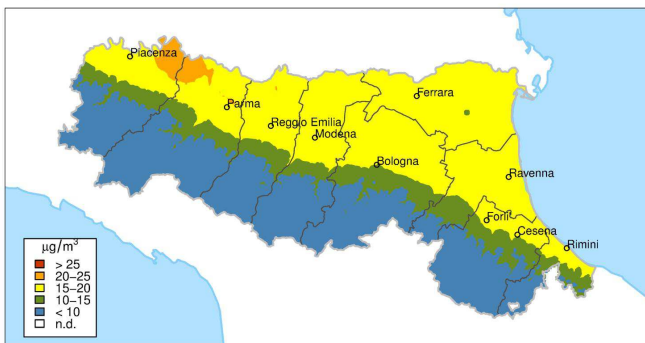 Piacenza
Parma
Reggio Emilia
Modena
Ferrara
Bologna
Ravenna
Forlì
Cesena
Rimini
µg/m³
> 25
20–25
15–20
10–15
< 10
n.d.